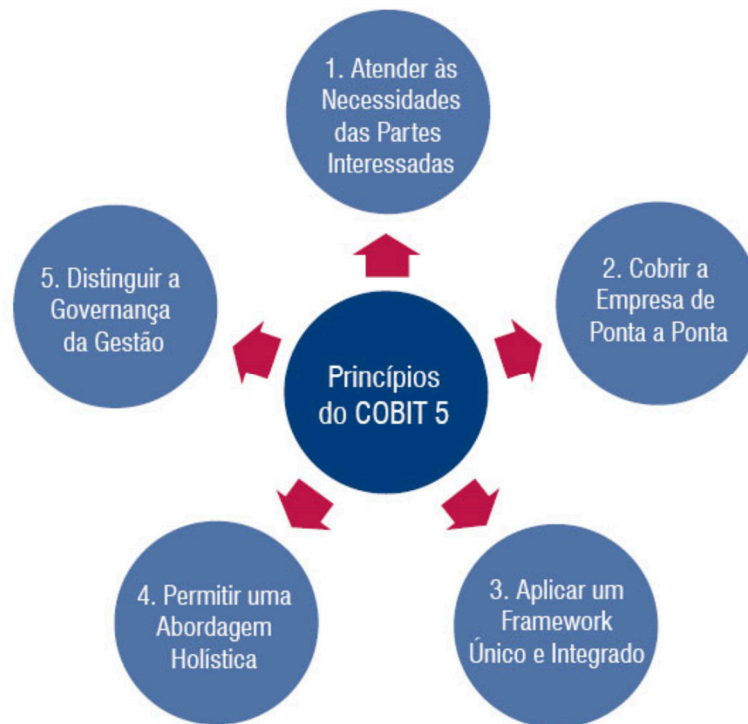 1. Atender às
Necessidades
das Partes
Interessadas
5. Distinguir a
Governança
da Gestão
2. Cobrir a
Empresa de
Ponta a Ponta
Princípios
do COBIT 5
4. Permitir uma
Abordagem
Holística
3. Aplicar um
Framework
Único e Integrado